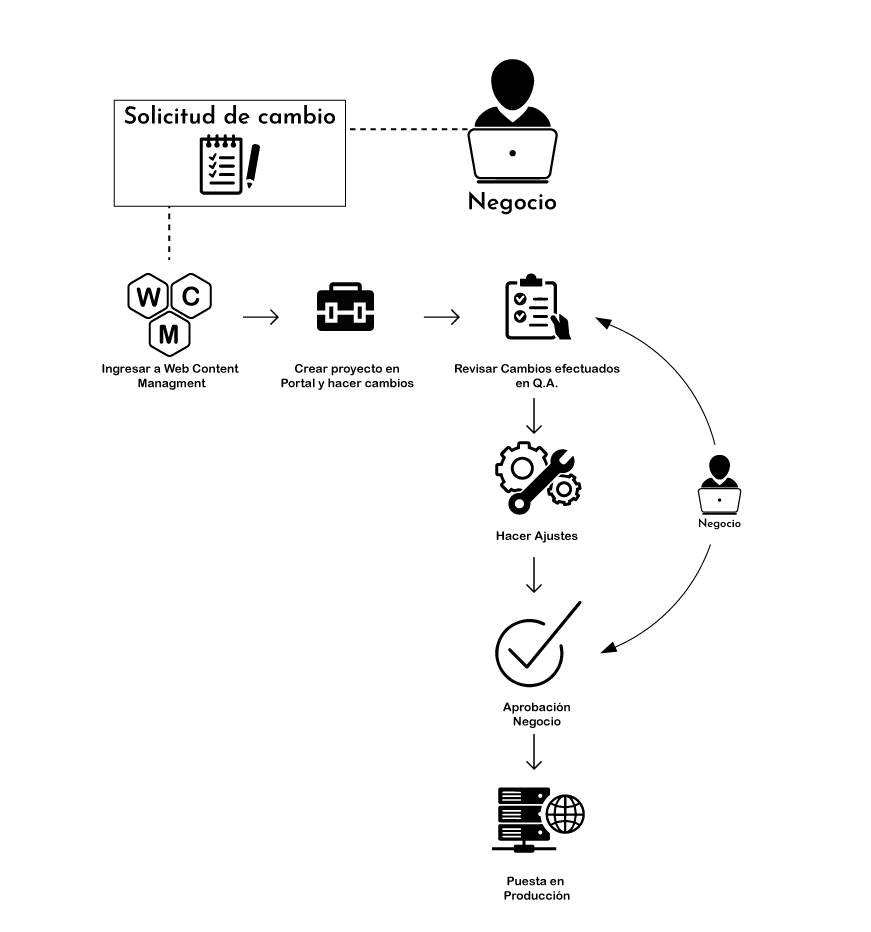 Solicitud de cambio
Negocio
W C
M
Ingresar a Web Content
Managment
Crear proyecto en
Portal y hacer cambios
Revisar Cambios efectuados
en Q.A.
Hacer Ajustes
Negocio
Aprobación
Negocio
Puesta en
Producción